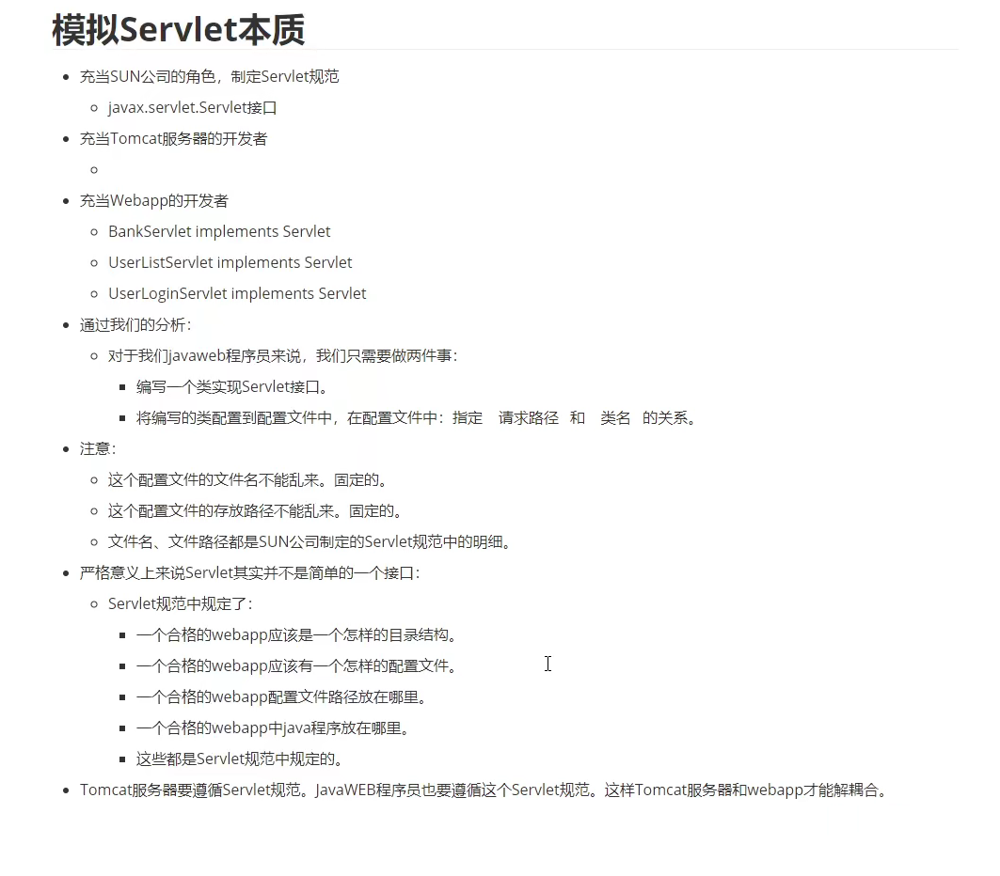 模拟Servlet本质
充当SUN公司的角色，制定Servlet规范
javax.servlet.Servlet接口
充当Tomcat服务器的开发者
充当Webapp的开发者
BankServlet implements Servlet
UserListServlet implements Servlet
UserLoginServlet implements Servlet
通过我们的分析：
对于我们javaweb程序员来说，我们只需要做两件事：
编写一个类实现Servlet接口。
将编写的类配置到配置文件中，在配置文件中：指定 请求路径 和 类名 的关系。
注意：
这个配置文件的文件名不能乱来。固定的。
这个配置文件的存放路径不能乱来。固定的。
文件名、文件路径都是SUN公司制定的Servlet规范中的明细。
严格意义上来说Servlet其实并不是简单的一个接口：
Servlet规范中规定了：
一个合格的webapp应该是一个怎样的目录结构。
一个合格的webapp应该有一个怎样的配置文件。
一个合格的webapp配置文件路径放在哪里。
一个合格的webapp中java程序放在哪里。
这些都是Servlet规范中规定的。
Tomcat服务器要遵循Servlet规范。JavaWEB程序员也要遵循这个Servlet规范。这样Tomcat服务器和webapp才能解耦合。